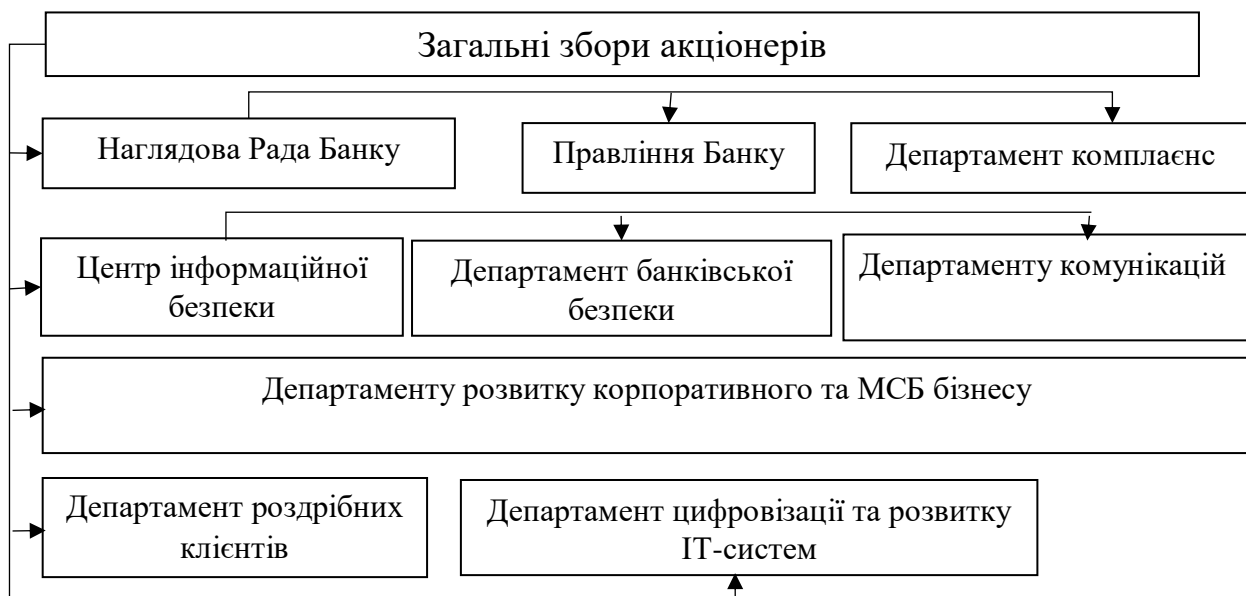 Загальні збори акціонерів
Наглядова Рада Банку
Правління Банку
Департамент комплаєнс
Центр інформаційної
безпеки
Департамент банківської
безпеки
Департаменту комунікацій
Департаменту розвитку корпоративного та МСБ бізнесу
Департамент роздрібних
клієнтів
Департамент цифровізації та розвитку
ІТ-систем